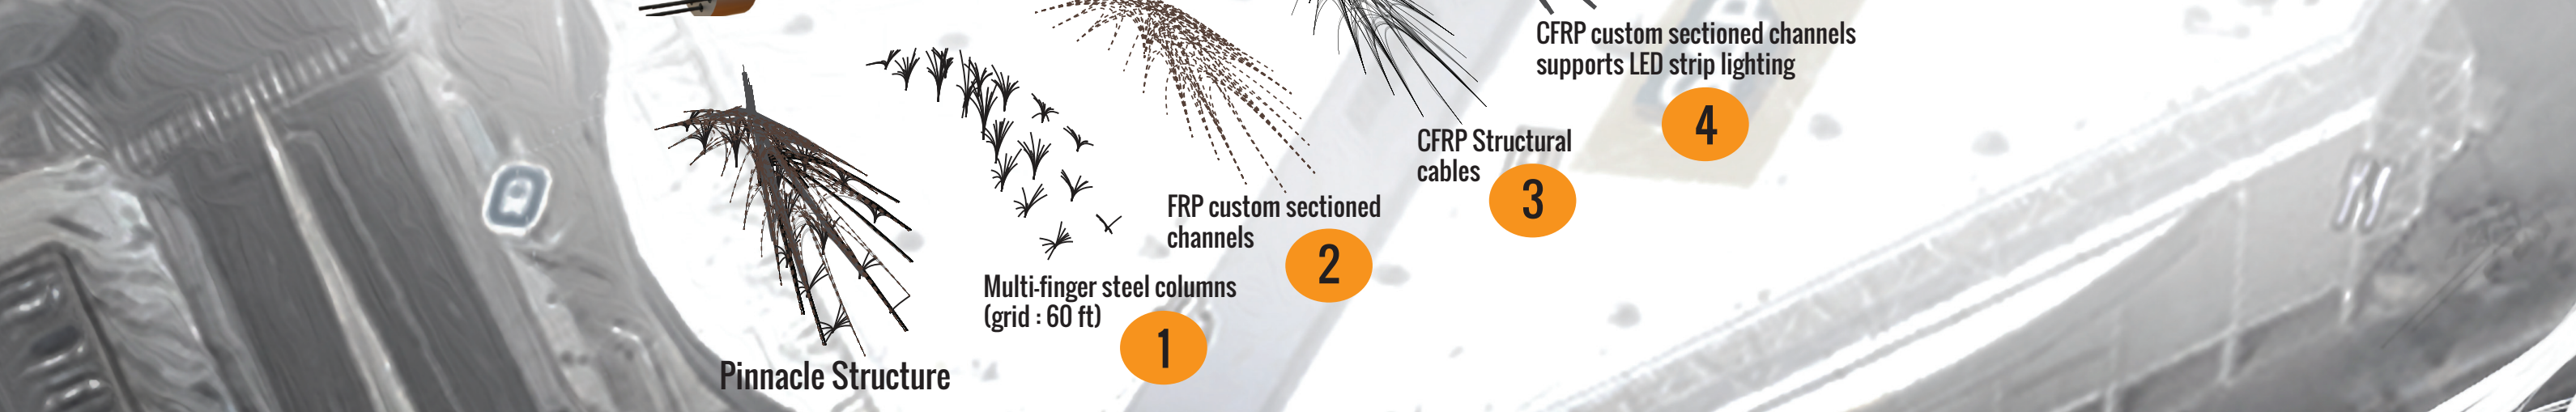 CFRP custom sectioned channels
supports LED strip lighting
4
CFRP Structural
cables
3
FRP custom sectioned
channels
2
Multi-finger steel columns
(grid : 60 ft)
1
Pinnacle Structure